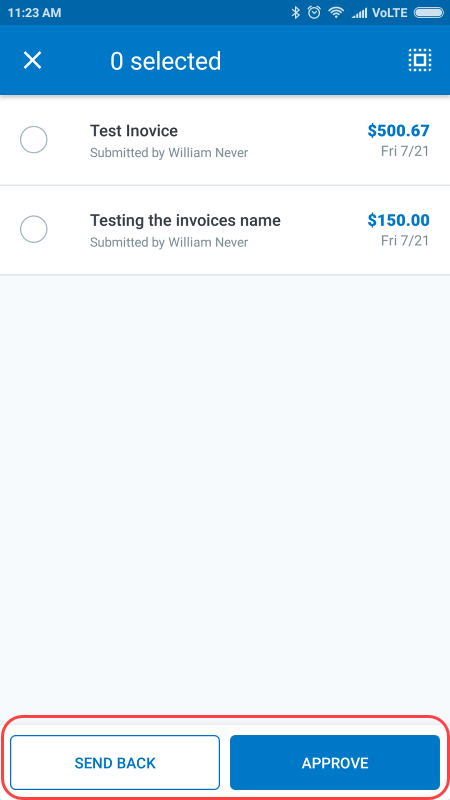 11:23 AM VoLTE
0 selected
Test Inovice $500.67
Submitted by William Never Fri 7/21
Testing the invoices name $150.00
Submitted by William Never Fri 7/21
SEND BACK APPROVE